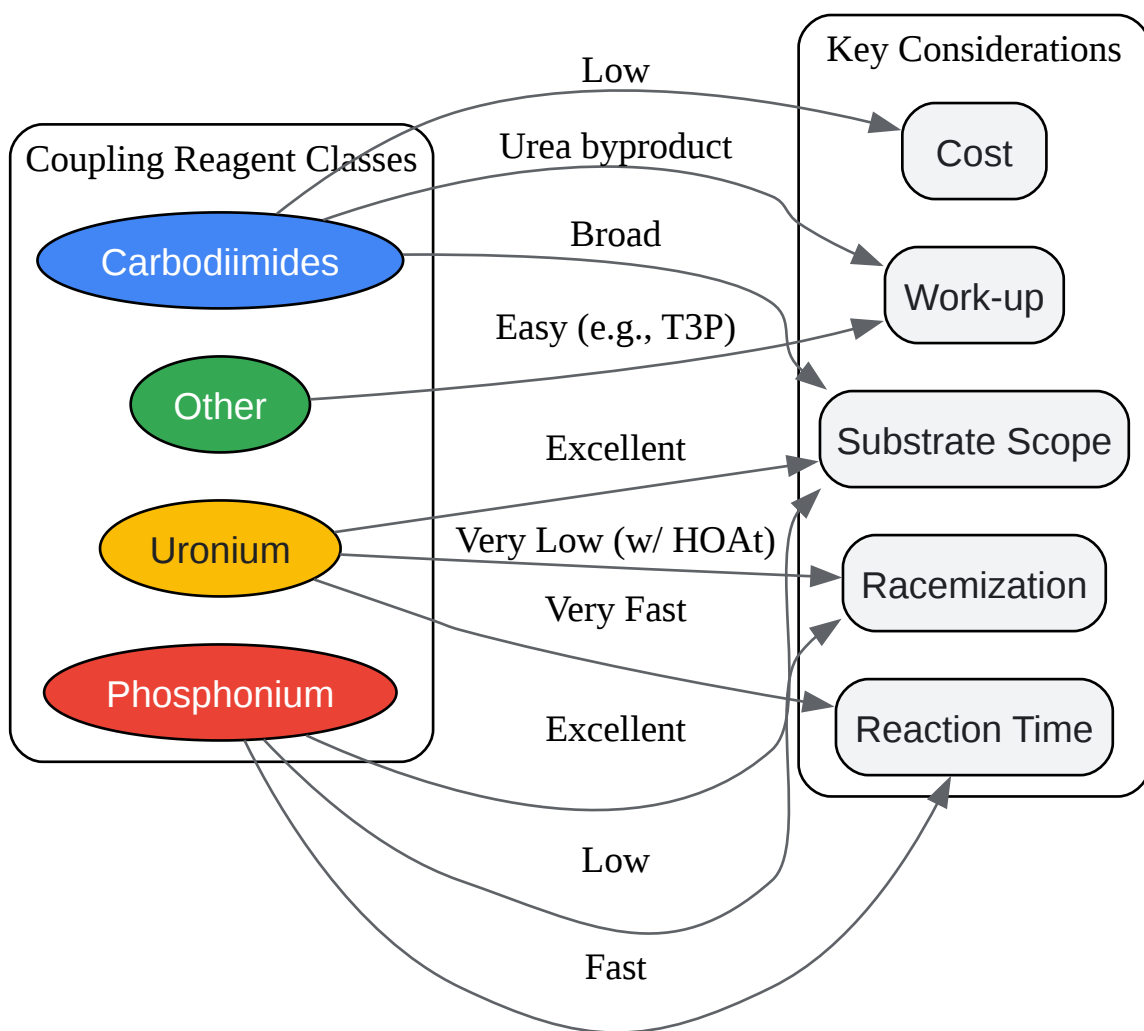 Key Considerations
Low
Cost
Coupling Reagent Classes
Urea byproduct
Carbodiimides
Broad
Work-up
Easy (e.g., T3P)
Other
Excellent
Substrate Scope
Uronium
Very Low (w/ HOAt)
Racemization
Very Fast
Phosphonium
Excellent
Reaction Time
Low
Fast